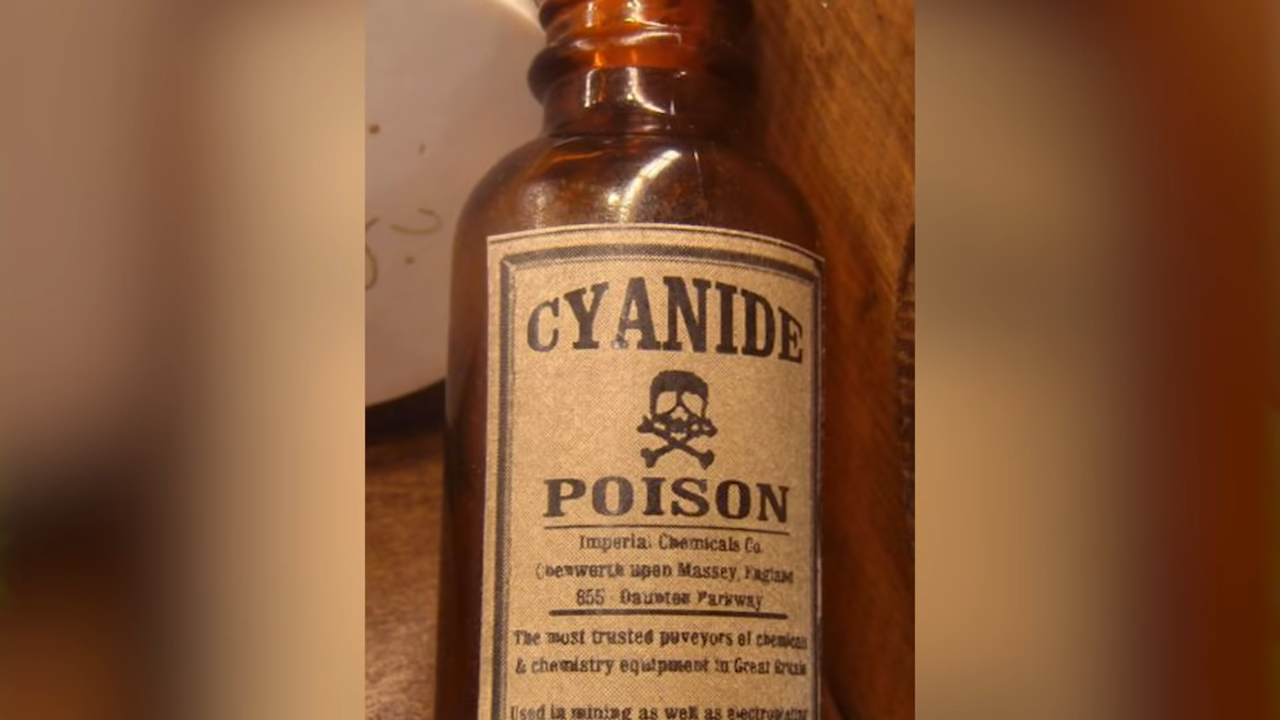 CYANIDE
POISON
Imperial Chemicals Co.
upon Massey, England
855 Parkway
The most trusted puveyors of chemicals
& chemistry equipment in Great
Used in mining as well as